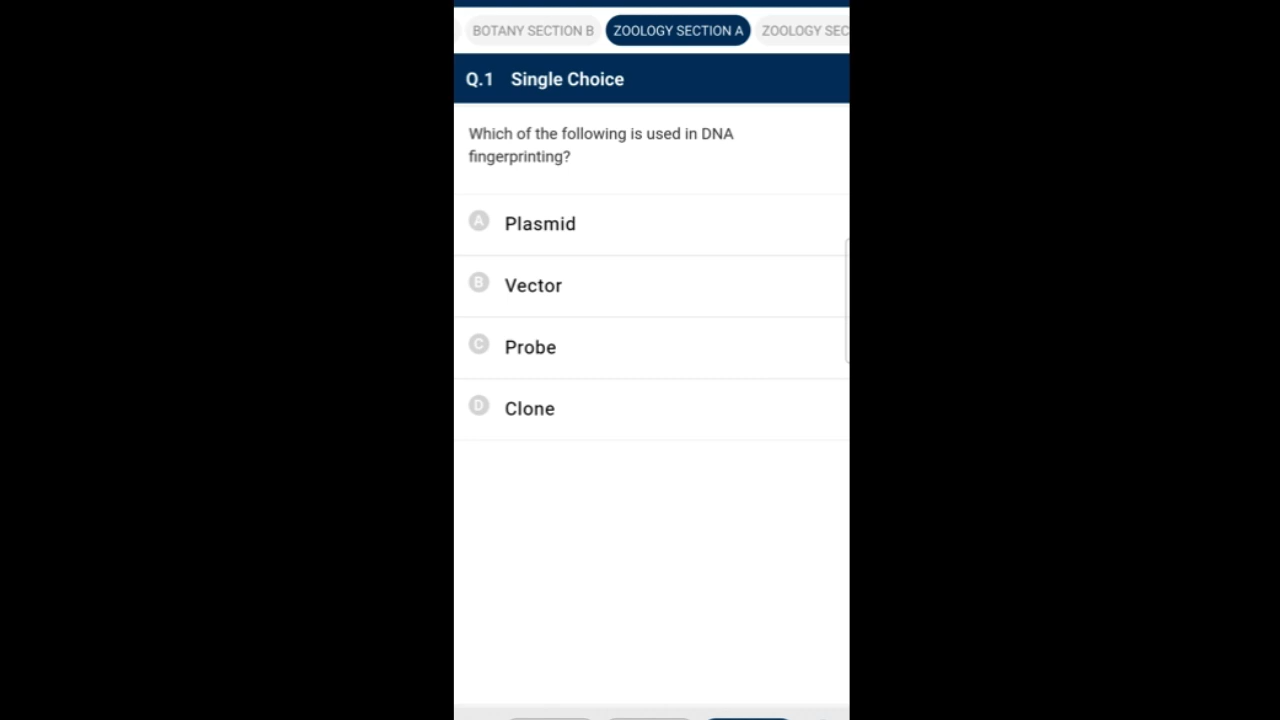 BOTANY SECTION B ZOOLOGY SECTION A ZOOLOGY SEC
Q.1 Single Choice
Which of the following is used in DNA
fingerprinting?
A Plasmid
B Vector
C Probe
D Clone